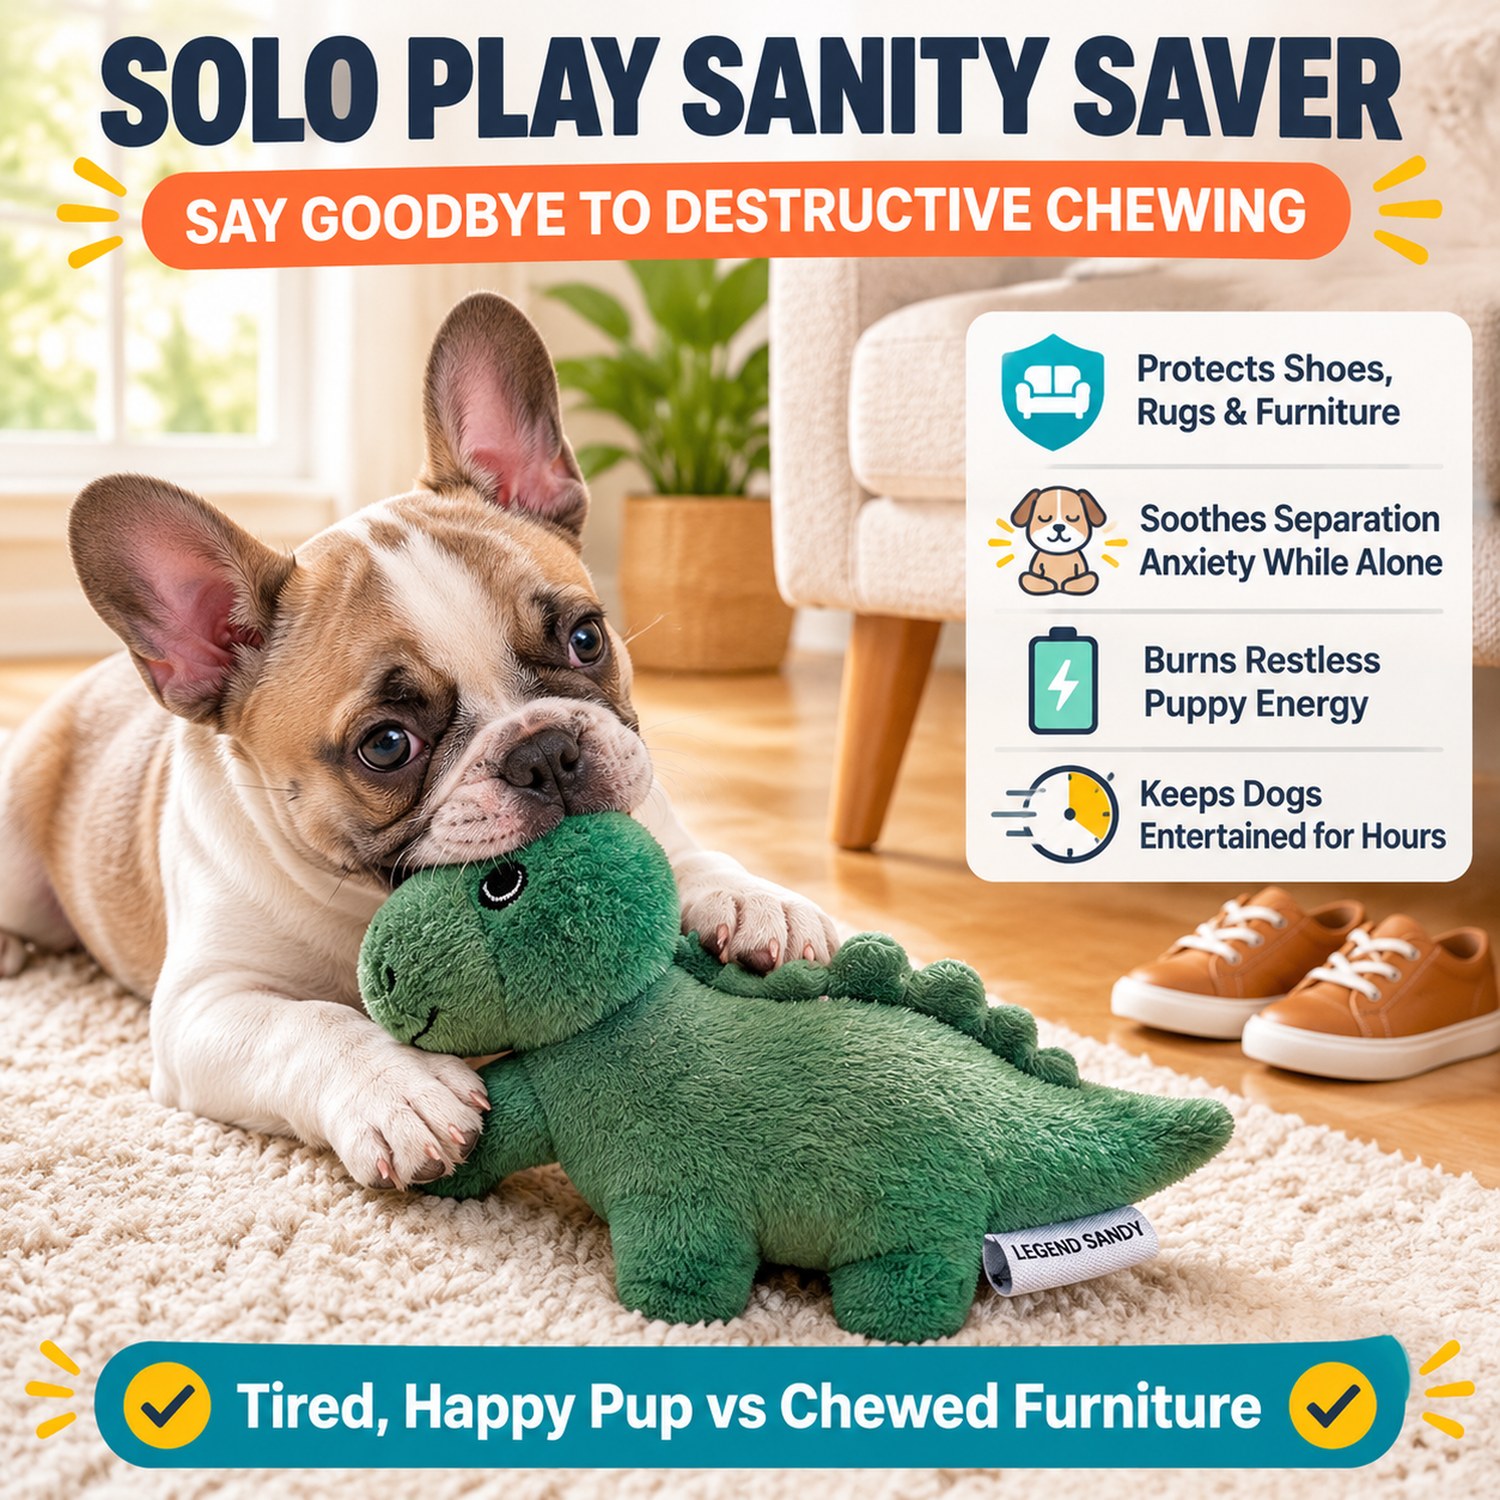 SOLO PLAY SANITY SAVER
SAY GOODBYE TO DESTRUCTIVE CHEWING
Protects Shoes,
Rugs & Furniture
Soothes Separation
Anxiety While Alone
Burns Restless
Puppy Energy
Keeps Dogs
Entertained for Hours
LEGEND SANDY
Tired, Happy Pup vs Chewed Furniture